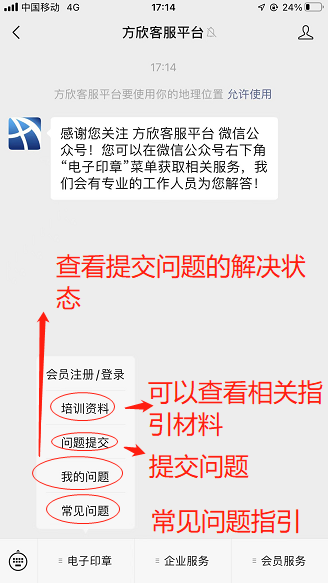 中国移动 4G 17:14 24%
方欣客服平台
17:14
方欣客服平台要使用你的地理位置 允许使用
感谢您关注 方欣客服平台 微信公
众号！您可以在微信公众号右下角
“电子印章”菜单获取相关服务，我
们会有专业的工作人员为您解答！
查看提交问题的解决状
态
会员注册/登录
培训资料
可以查看相关指
引材料
问题提交
提交问题
我的问题
常见问题
常见问题指引
电子印章
企业服务
会员服务